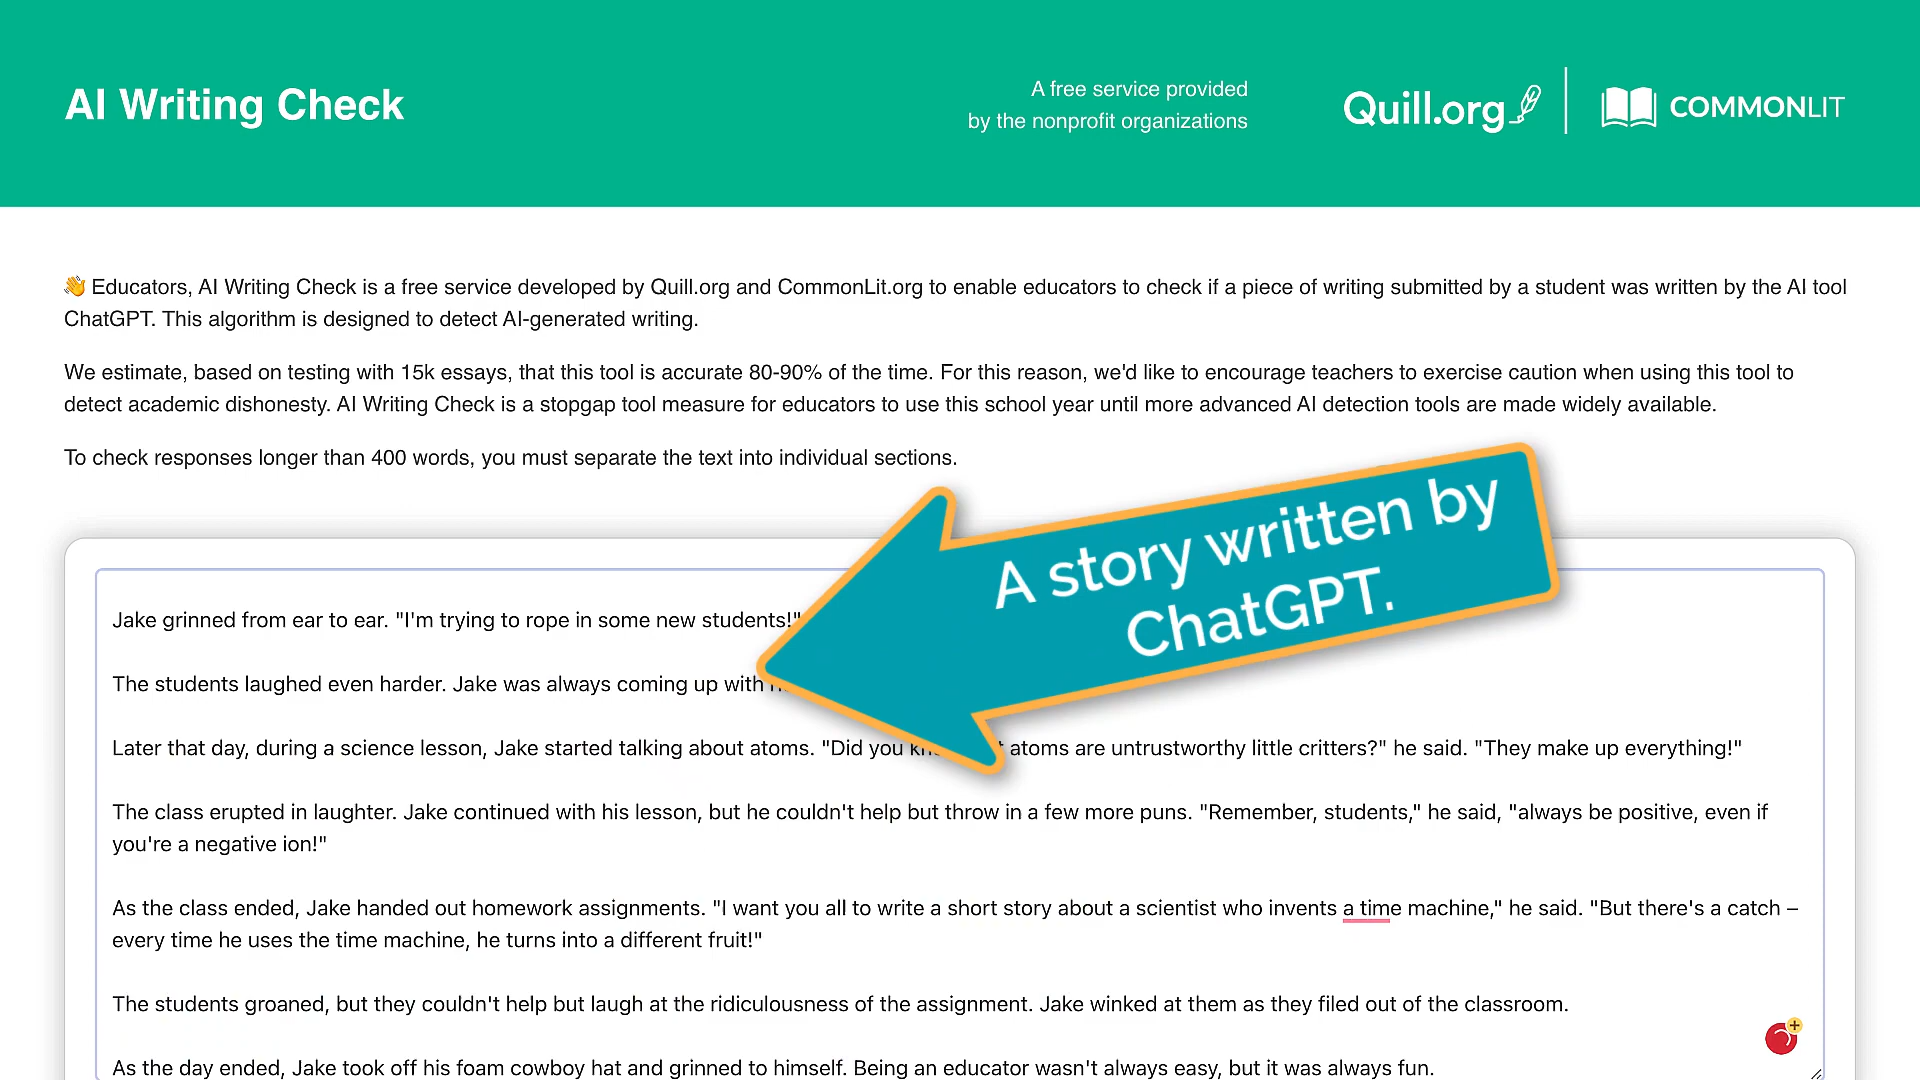 AI Writing Check
A free service provided
by the nonprofit organizations
Quill.org
COMMONLIT
👋 Educators, AI Writing Check is a free service developed by Quill.org and CommonLit.org to enable educators to check if a piece of writing submitted by a student was written by the AI tool
ChatGPT. This algorithm is designed to detect AI-generated writing.
We estimate, based on testing with 15k essays, that this tool is accurate 80-90% of the time. For this reason, we'd like to encourage teachers to exercise caution when using this tool to
detect academic dishonesty. AI Writing Check is a stopgap tool measure for educators to use this school year until more advanced AI detection tools are made widely available.
To check responses longer than 400 words, you must separate the text into individual sections.
A story written by
ChatGPT.
Jake grinned from ear to ear. "I'm trying to rope in some new students!"
The students laughed even harder. Jake was always coming up with
Later that day, during a science lesson, Jake started talking about atoms. "Did you atoms are untrustworthy little critters?" he said. "They make up everything!"
The class erupted in laughter. Jake continued with his lesson, but he couldn't help but throw in a few more puns. "Remember, students," he said, "always be positive, even if
you're a negative ion!"
As the class ended, Jake handed out homework assignments. "I want you all to write a short story about a scientist who invents a time machine," he said. "But there's a catch –
every time he uses the time machine, he turns into a different fruit!"
The students groaned, but they couldn't help but laugh at the ridiculousness of the assignment. Jake winked at them as they filed out of the classroom.
As the day ended, Jake took off his foam cowboy hat and grinned to himself. Being an educator wasn't always easy, but it was always fun.